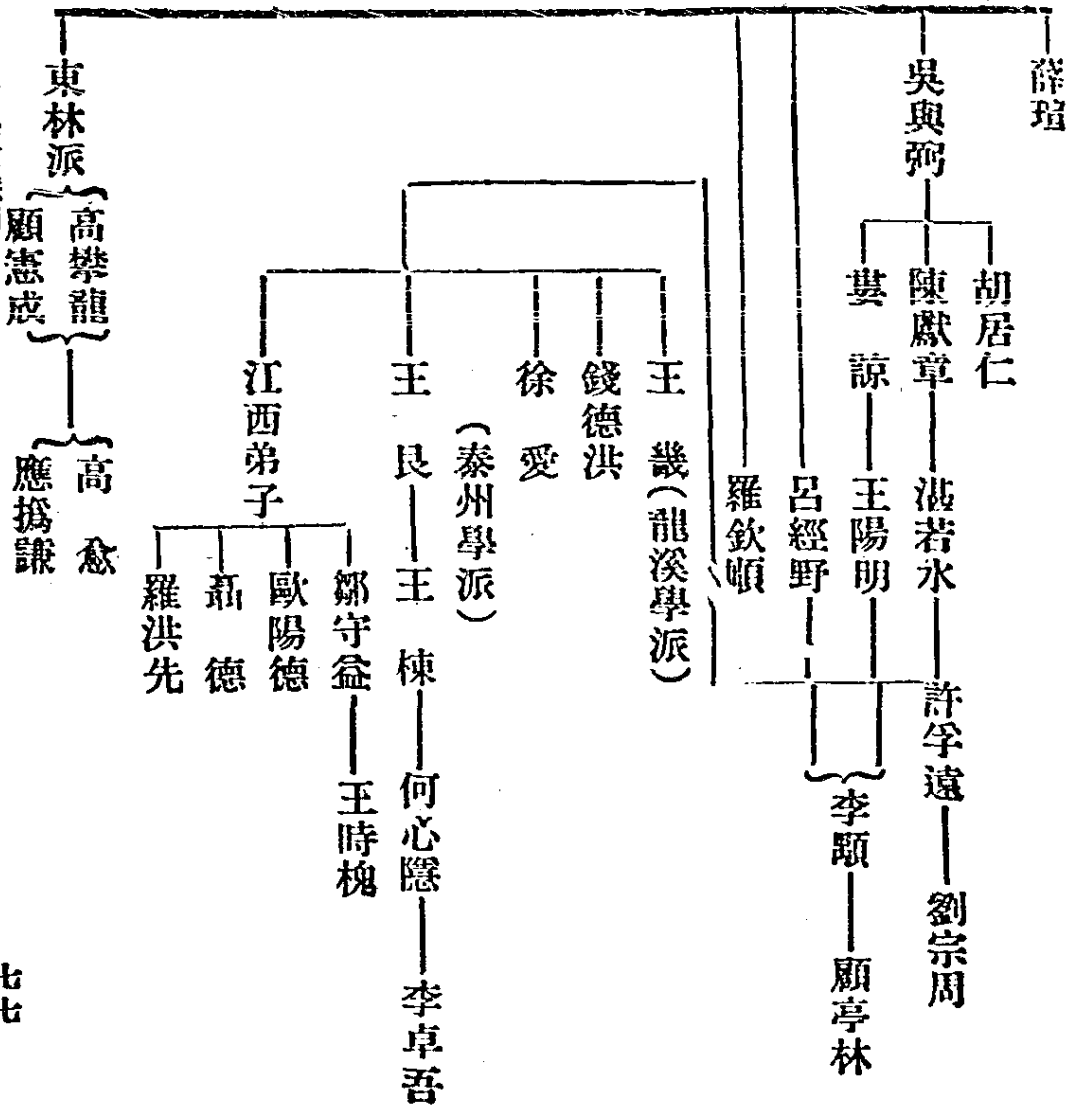 薛瑄
吳與弼
胡居仁
陳獻章
婁諒
湛若水
王陽明
呂經野
羅欽順
許孚遠
劉宗周
李顒
顧亭林
王畿(龍溪學派)
錢德洪
徐愛
(泰州學派)
王艮
王棟
何心隱
李卓吾
江西弟子
鄒守益
歐陽德
聶德
羅洪先
王時槐
東林派
高攀龍
顧憲成
高愈
應撝謙
七七